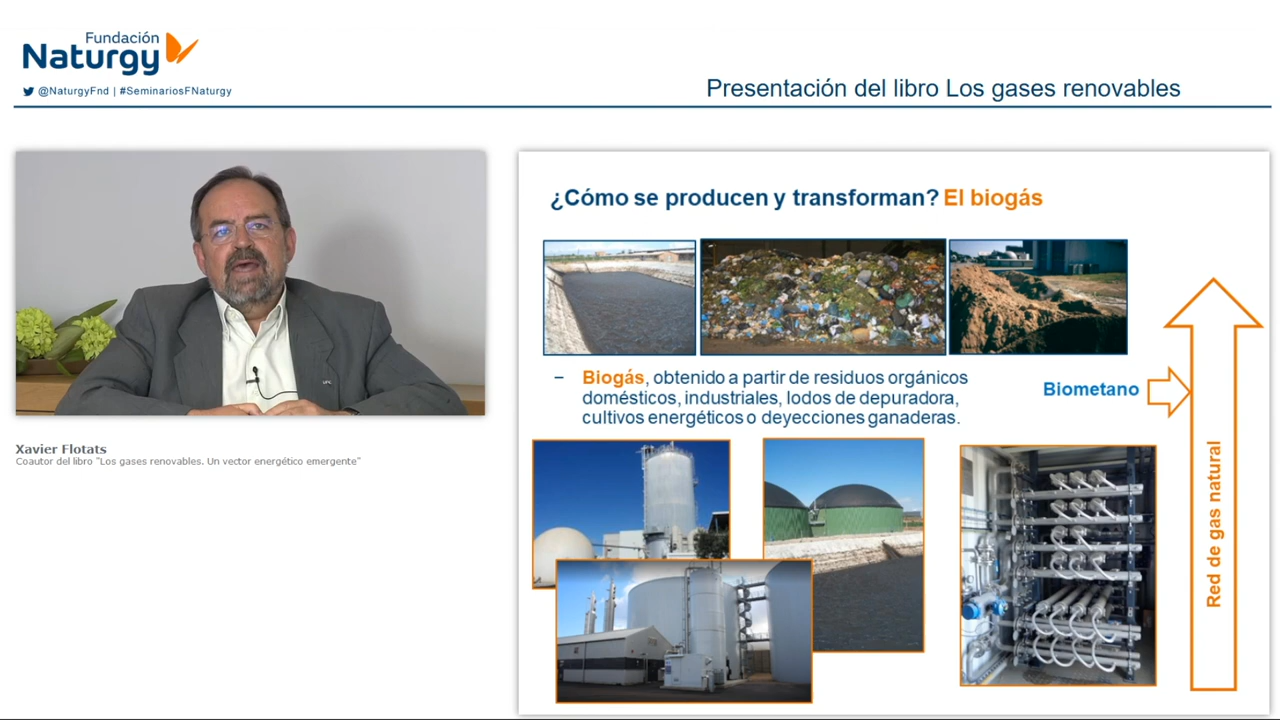 Fundación
Naturgy
@NaturgyFnd | #SeminariosFNaturgy
Presentación del libro Los gases renovables
Xavier Flotats
Coautor del libro "Los gases renovables. Un vector energético emergente"
¿Cómo se producen y transforman? El biogás
– Biogás, obtenido a partir de residuos orgánicos
domésticos, industriales, lodos de depuradora,
cultivos energéticos o deyecciones ganaderas.
Biometano
Red de gas natural